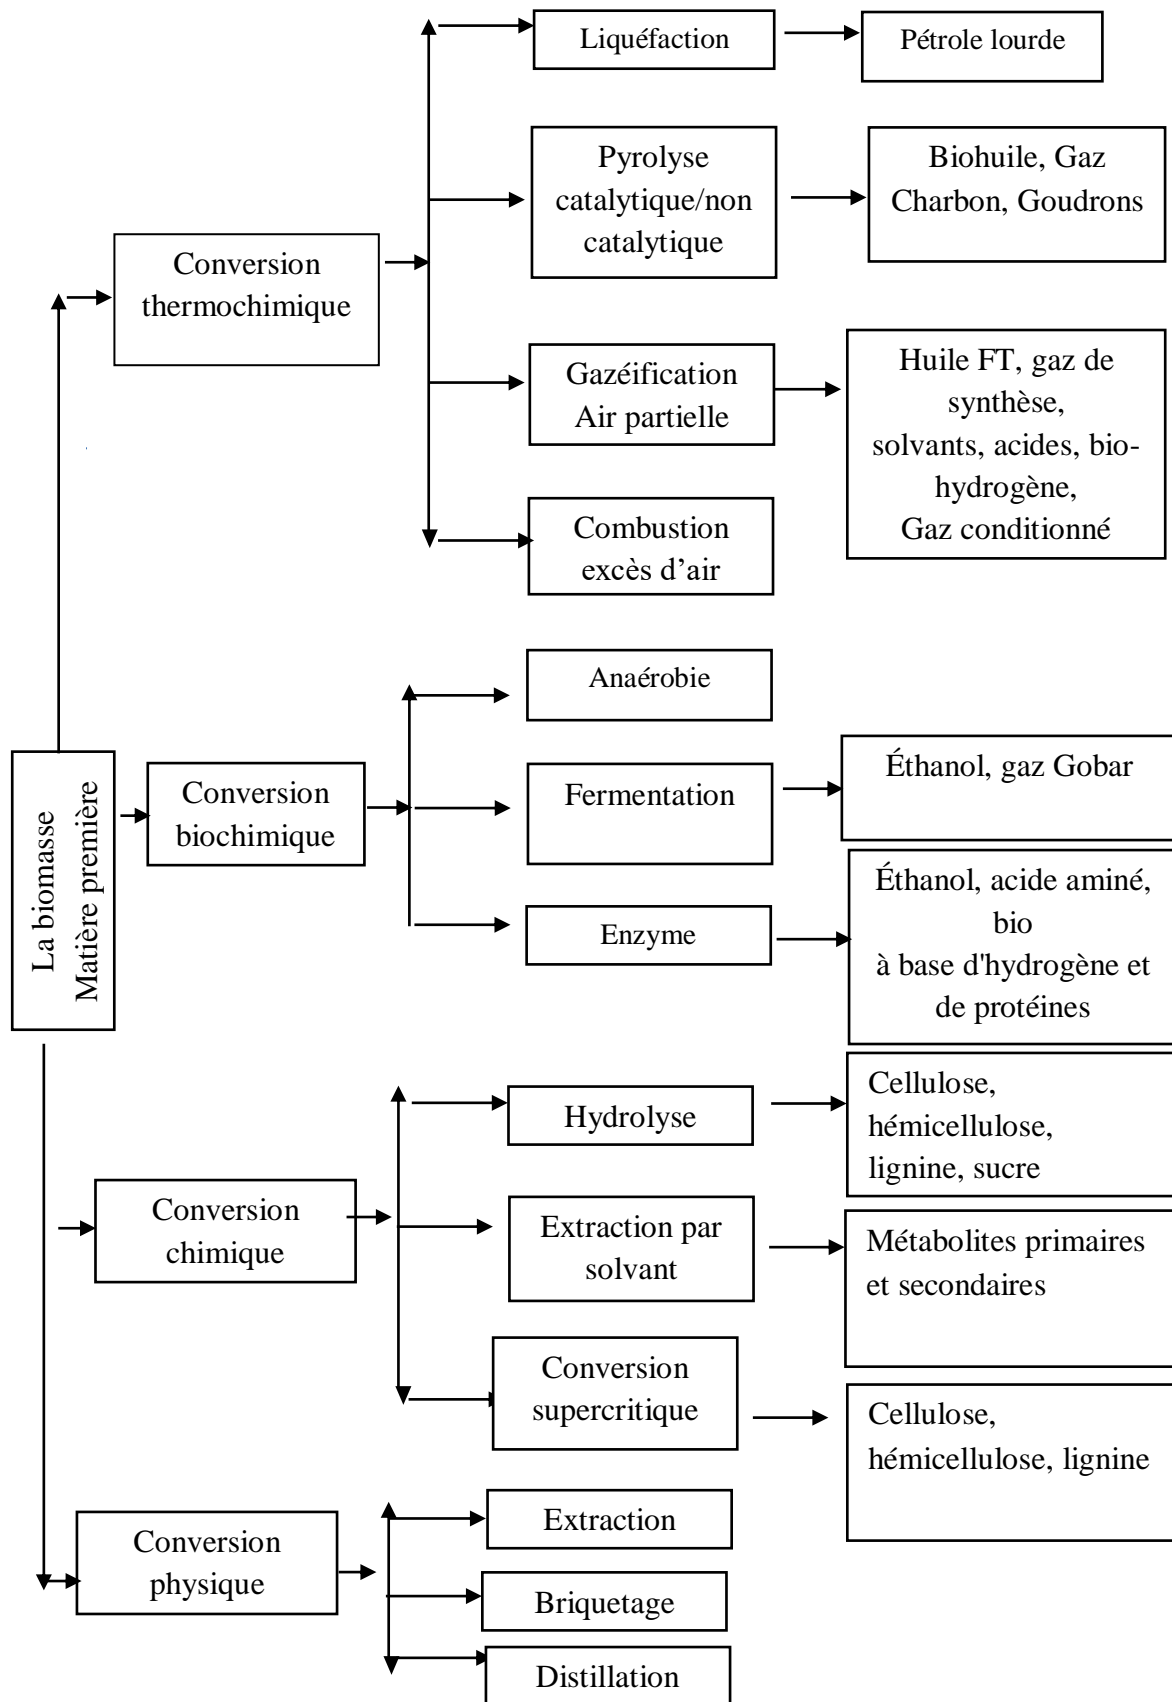 Liquéfaction
Pétrole lourde
Pyrolyse
catalytique/non
catalytique
Biohuile, Gaz
Charbon, Goudrons
Conversion
thermochimique
Gazéification
Air partielle
Huile FT, gaz de
synthèse,
solvants, acides, bio-
hydrogène,
Gaz conditionné
Combustion
excès d’air
La biomasse
Matière première
Conversion
biochimique
Anaérobie
Fermentation
Éthanol, gaz Gobar
Enzyme
Éthanol, acide aminé,
bio
à base d'hydrogène et
de protéines
Conversion
chimique
Hydrolyse
Cellulose,
hémicellulose,
lignine, sucre
Extraction par
solvant
Métabolites primaires
et secondaires
Conversion
supercritique
Cellulose,
hémicellulose, lignine
Conversion
physique
Extraction
Briquetage
Distillation